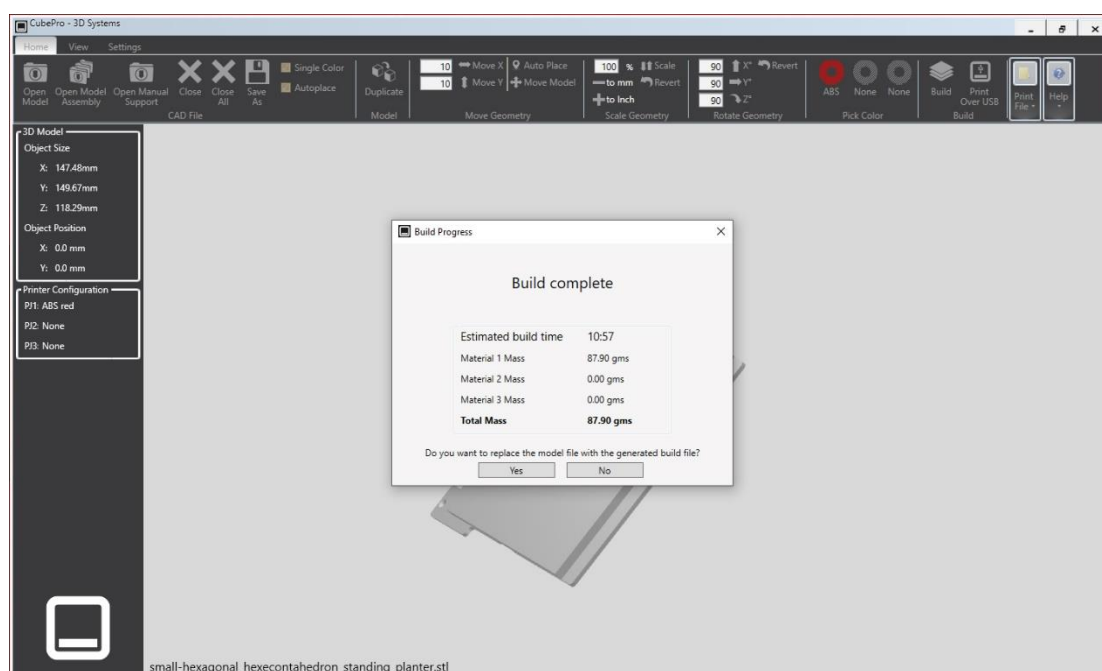 CubePro - 3D Systems
Home View Settings
Open Model
Open Model Assembly
Open Manual Support
Close
Close All
Save As
Single Color
Autoplace
CAD File
Duplicate
Model
10 Move X
10 Move Y
Auto Place
Move Model
Move Geometry
100 % Scale
to mm Revert
to Inch
Scale Geometry
90 X° Revert
90 Y°
90 Z°
Rotate Geometry
ABS None None
Pick Color
Build
Print Over USB
Build
Print File
Help
3D Model
Object Size
X: 147.48mm
Y: 149.67mm
Z: 118.29mm
Object Position
X: 0.0 mm
Y: 0.0 mm
Printer Configuration
PJ1: ABS red
PJ2: None
PJ3: None
Build Progress
Build complete
Estimated build time 10:57
Material 1 Mass 87.90 gms
Material 2 Mass 0.00 gms
Material 3 Mass 0.00 gms
Total Mass 87.90 gms
Do you want to replace the model file with the generated build file?
Yes No
small-hexagonal_hexecontahedron_standing_planter.stl